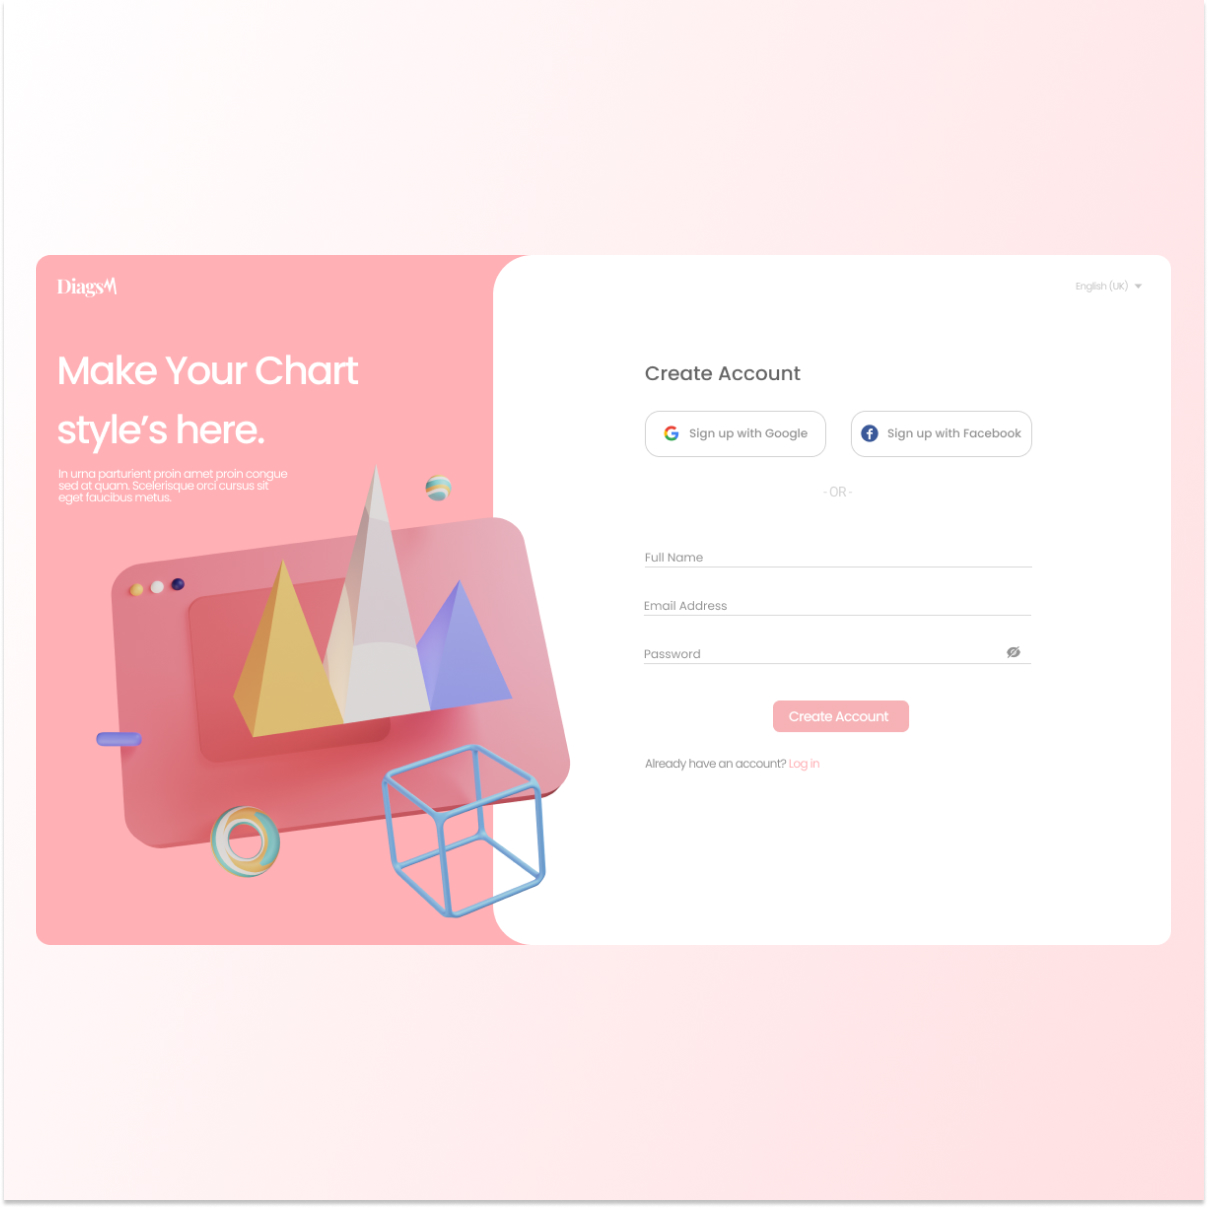 DiagsM
English (UK)
Make Your Chart
style’s here.
In urna parturient proin amet proin congue
sed at quam. Scelerisque orci cursus sit
eget faucibus metus.
Create Account
Sign up with Google
Sign up with Facebook
- OR -
Full Name
Email Address
Password
Create Account
Already have an account? Log in